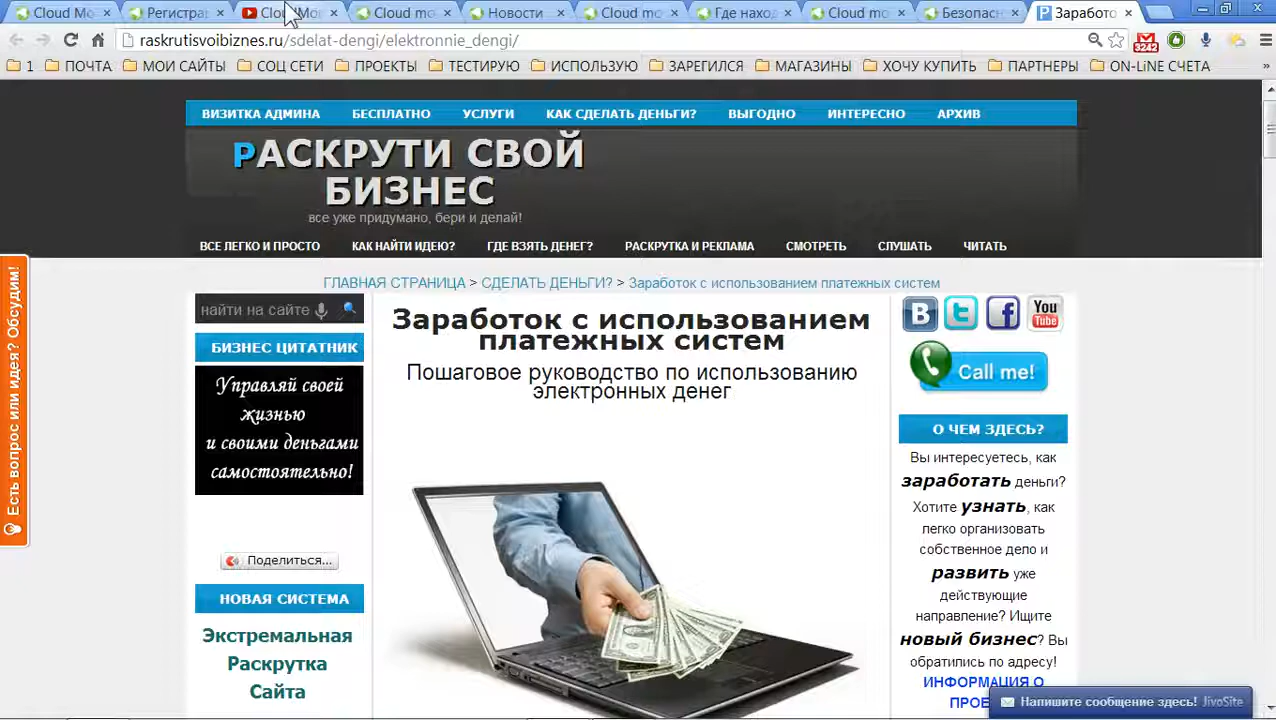 Cloud Mo
Регистра
Cloud Mo
Cloud mo
Новости
Cloud mo
Где наход
Cloud mo
Безопасн
Заработо
raskrutisvoibiznes.ru/sdelat-dengi/elektronnie_dengi/
3242
1
ПОЧТА
МОИ САЙТЫ
СОЦ СЕТИ
ПРОЕКТЫ
ТЕСТИРУЮ
ИСПОЛЬЗУЮ
ЗАРЕГИЛСЯ
МАГАЗИНЫ
ХОЧУ КУПИТЬ
ПАРТНЕРЫ
ON-LiNE СЧЕТА
»
ВИЗИТКА АДМИНА
БЕСПЛАТНО
УСЛУГИ
КАК СДЕЛАТЬ ДЕНЬГИ?
ВЫГОДНО
ИНТЕРЕСНО
АРХИВ
РАСКРУТИ СВОЙ
БИЗНЕС
все уже придумано, бери и делай!
ВСЕ ЛЕГКО И ПРОСТО
КАК НАЙТИ ИДЕЮ?
ГДЕ ВЗЯТЬ ДЕНЕГ?
РАСКРУТКА И РЕКЛАМА
СМОТРЕТЬ
СЛУШАТЬ
ЧИТАТЬ
ГЛАВНАЯ СТРАНИЦА > СДЕЛАТЬ ДЕНЬГИ? > Заработок с использованием платежных систем
Есть вопрос или идея? Обсудим!
найти на сайте
БИЗНЕС ЦИТАТНИК
Управляй своей
жизнью
и своими деньгами
самостоятельно!
Поделиться...
НОВАЯ СИСТЕМА
Экстремальная
Раскрутка
Сайта
Заработок с использованием
платежных систем
Пошаговое руководство по использованию
электронных денег
You
Tube
Call me!
О ЧЕМ ЗДЕСЬ?
Вы интересуетесь, как
заработать деньги?
Хотите узнать, как
легко организовать
собственное дело и
развить уже
действующие
направление? Ищите
новый бизнес? Вы
обратились по адресу!
ИНФОРМАЦИЯ О
ПРОЕ
Напишите сообщение здесь! JivoSite